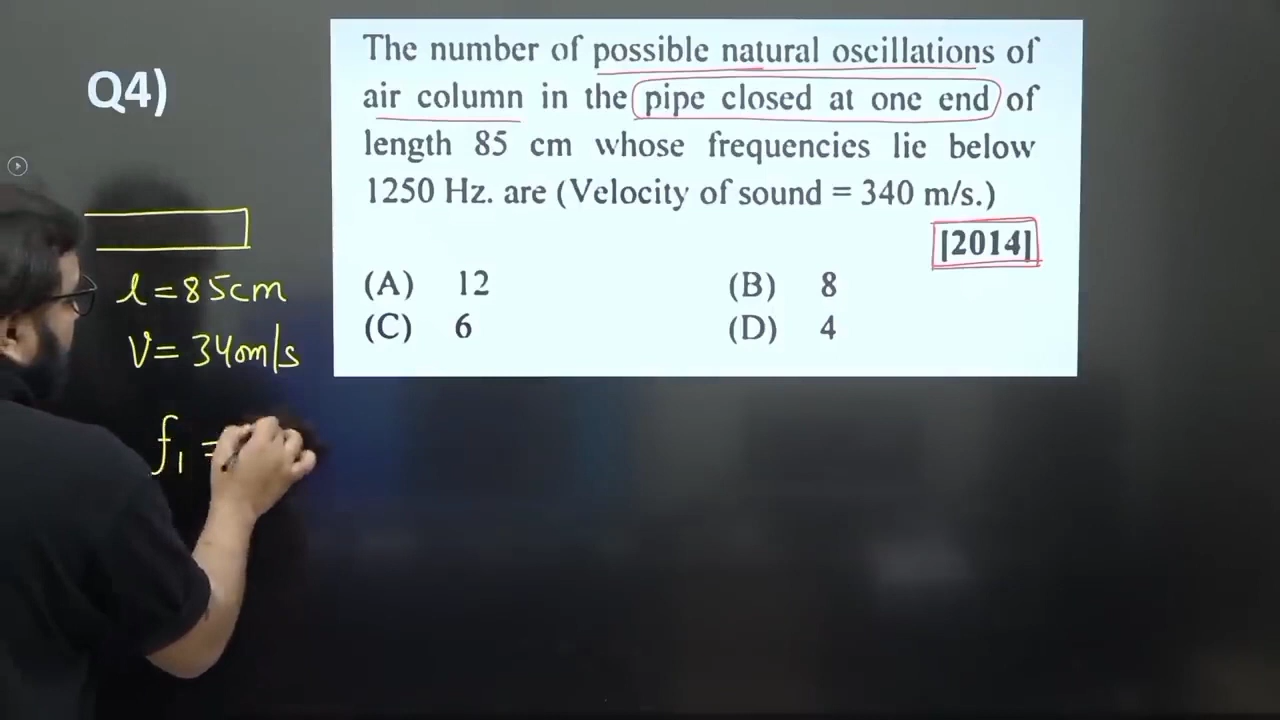 Q4)
The number of possible natural oscillations of
air column in the pipe closed at one end of
length 85 cm whose frequencies lie below
1250 Hz. are (Velocity of sound = 340 m/s.)
[2014]
(A) 12 (B) 8
(C) 6 (D) 4
l = 85cm
V = 340m/s
f₁ =